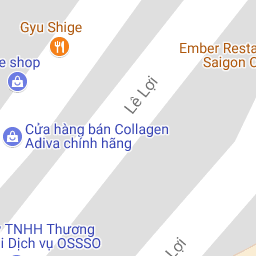 Gyu Shige
Ember Resta
Saigon C
e shop
Lê Lợi
Cửa hàng bán Collagen
Adiva chính hãng
TNHH Thương
i Dịch vụ OSSSO
Lợi